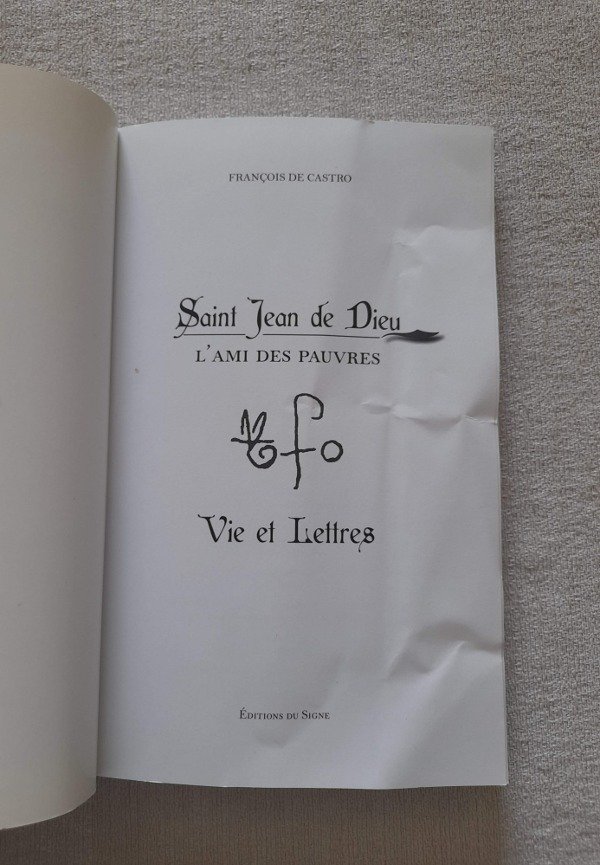 FRANÇOIS DE CASTRO
Saint Jean de Dieu
L'AMI DES PAUVRES
Vie et Lettres
ÉDITIONS DU SIGNE